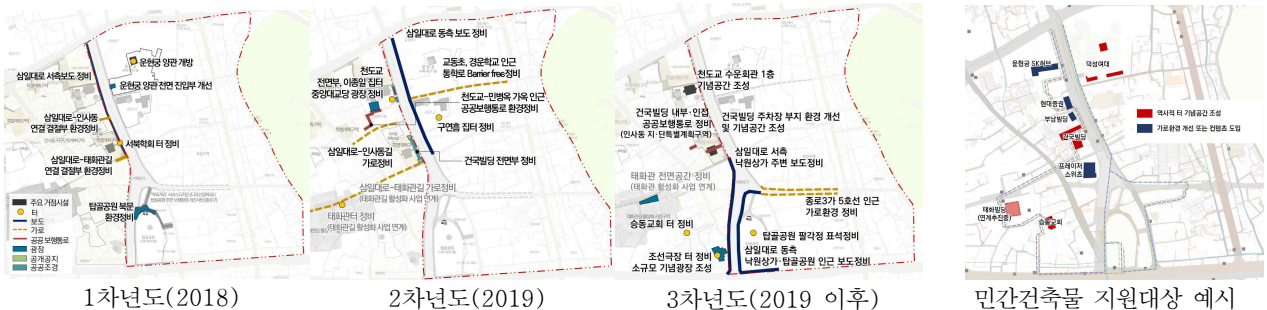 운현궁 양관 개방
삼일대로 서측보도 정비
운현궁 양관 전면 진입부 개선
삼일대로-인사동
연결 결절부 환경정비
서북학회 터 정비
삼일대로-태화관길
연결 결절부 환경정비
탑골공원 북문
환경정비
주요 거점시설
터
보도
가로
공공보행통로
광장
공개공지
공공조경
1차년도(2018)
삼일대로 동측 보도 정비
천도교
전면부, 이종일 집터
중앙대교당 광장 정비
교동초, 경운학교 인근
통학로 Barrier free정비
천도교-민병옥 가옥 인근
공공보행통로 환경정비
구연흠 집터 정비
삼일대로-인사동길
가로정비
건국빌딩 전면부 정비
삼일대로-태화관길 가로정비
(태화관길 활성화 사업 연계)
태화관터 정비
(태화관길 활성화 사업 연계)
2차년도(2019)
천도교 수운회관 1층
기념공간 조성
건국빌딩 내부·인접
공공보행통로 정비
(인사동 지·단특별계획구역)
건국빌딩 주차장 부지 환경 개선
및 기념공간 조성
삼일대로 서측
낙원상가 주변 보도정비
태화관 전면공간 정비
(태화관 활성화 사업 연계)
종로3가 5호선 인근
가로환경 정비
승동교회 터 정비
탑골공원 팔각정 표석정비
조선극장 터 정비
소규모 기념광장 조성
삼일대로 동측
낙원상가·탑골공원 인근 보도정비
3차년도(2019 이후)
운현궁 SK허브
덕성여대
현대증권
부남빌딩
건국빌딩
역사적 터 기념공간 조성
가로환경 개선 또는 컨텐츠 도입
프레이저
스위츠
태화빌딩
(연계추진중)
승동교회
민간건축물 지원대상 예시